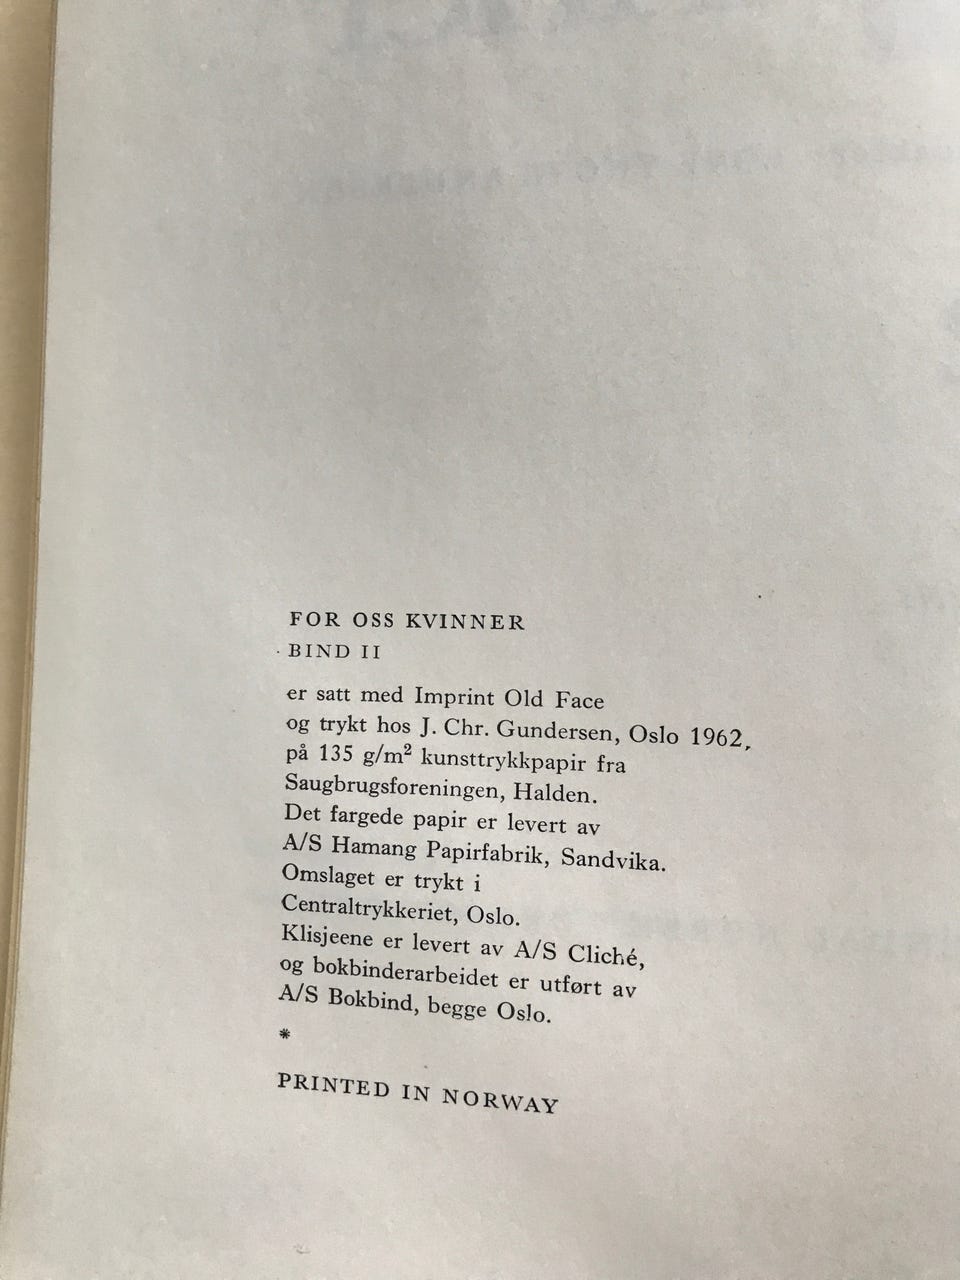 FOR OSS KVINNER
BIND II
er satt med Imprint Old Face
og trykt hos J. Chr. Gundersen, Oslo 1962,
på 135 g/m² kunsttrykkpapir fra
Saugbrugsforeningen, Halden.
Det fargede papir er levert av
A/S Hamang Papirfabrik, Sandvika.
Omslaget er trykt i
Centraltrykkeriet, Oslo.
Klisjeene er levert av A/S Cliché,
og bokbinderarbeidet er utført av
A/S Bokbind, begge Oslo.
*
PRINTED IN NORWAY